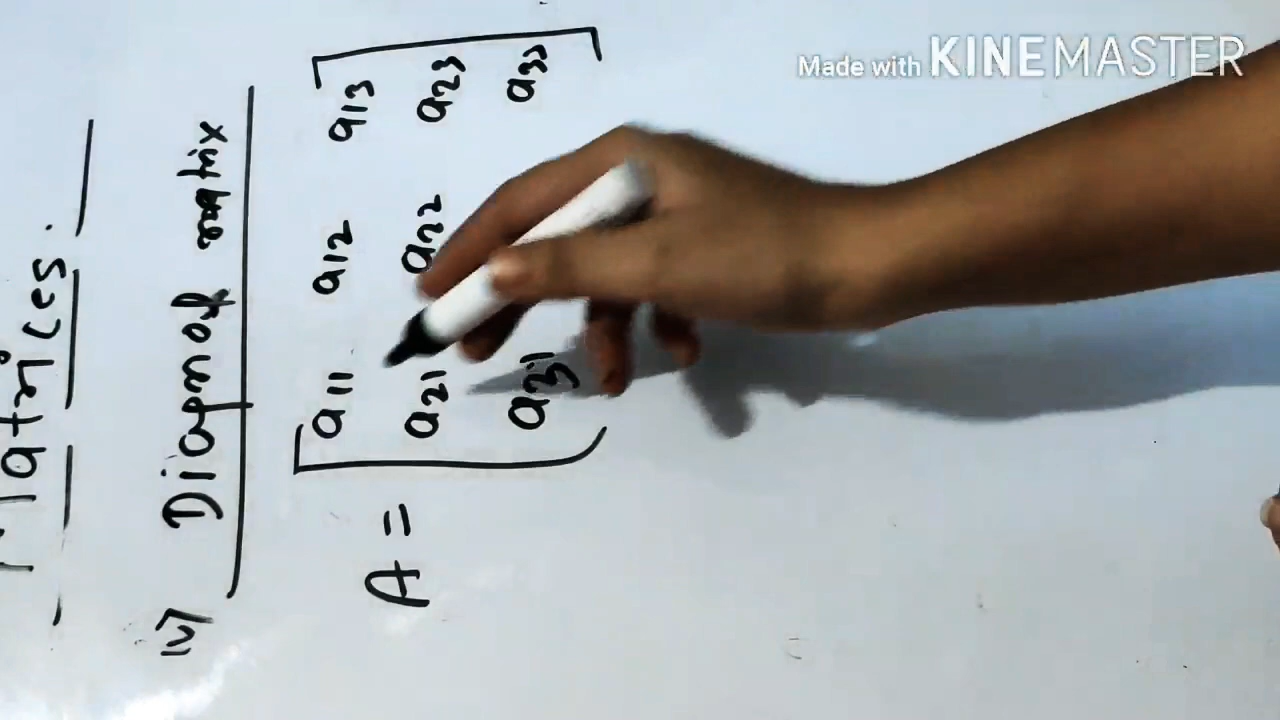 Matrices.
iv) Diagonal matrix
A = [ a11 a12 a13
a21 a22 a23
a31 a33 ]
Made with KINEMASTER